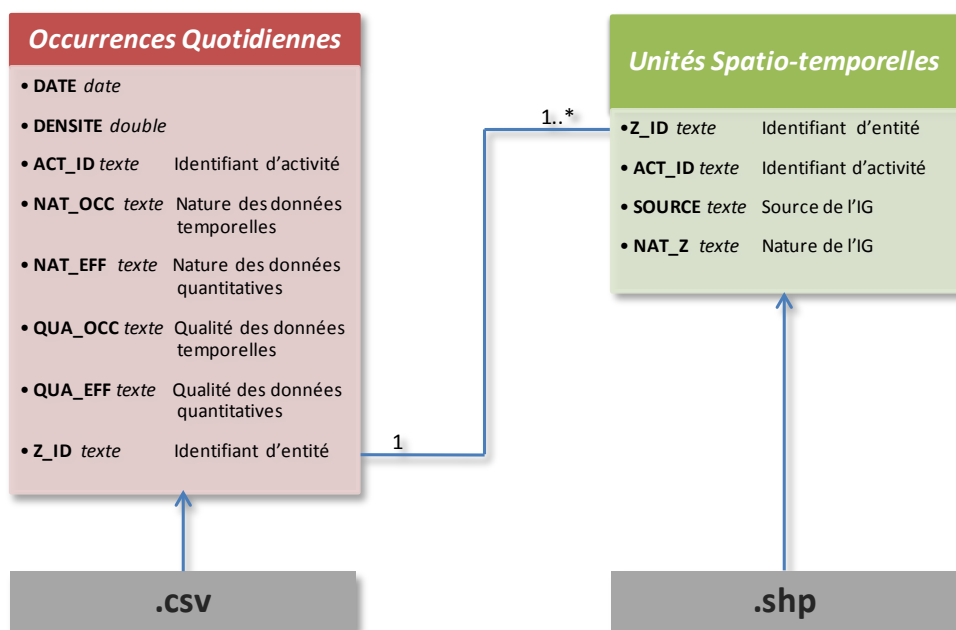 Occurrences Quotidiennes
• DATE date
• DENSITE double
• ACT_ID texte Identifiant d'activité
• NAT_OCC texte Nature des données
temporelles
• NAT_EFF texte Nature des données
quantitatives
• QUA_OCC texte Qualité des données
temporelles
• QUA_EFF texte Qualité des données
quantitatives
• Z_ID texte Identifiant d'entité
1
1..*
Unités Spatio-temporelles
•Z_ID texte Identifiant d'entité
• ACT_ID texte Identifiant d'activité
• SOURCE texte Source de l'IG
• NAT_Z texte Nature de l'IG
.csv
.shp